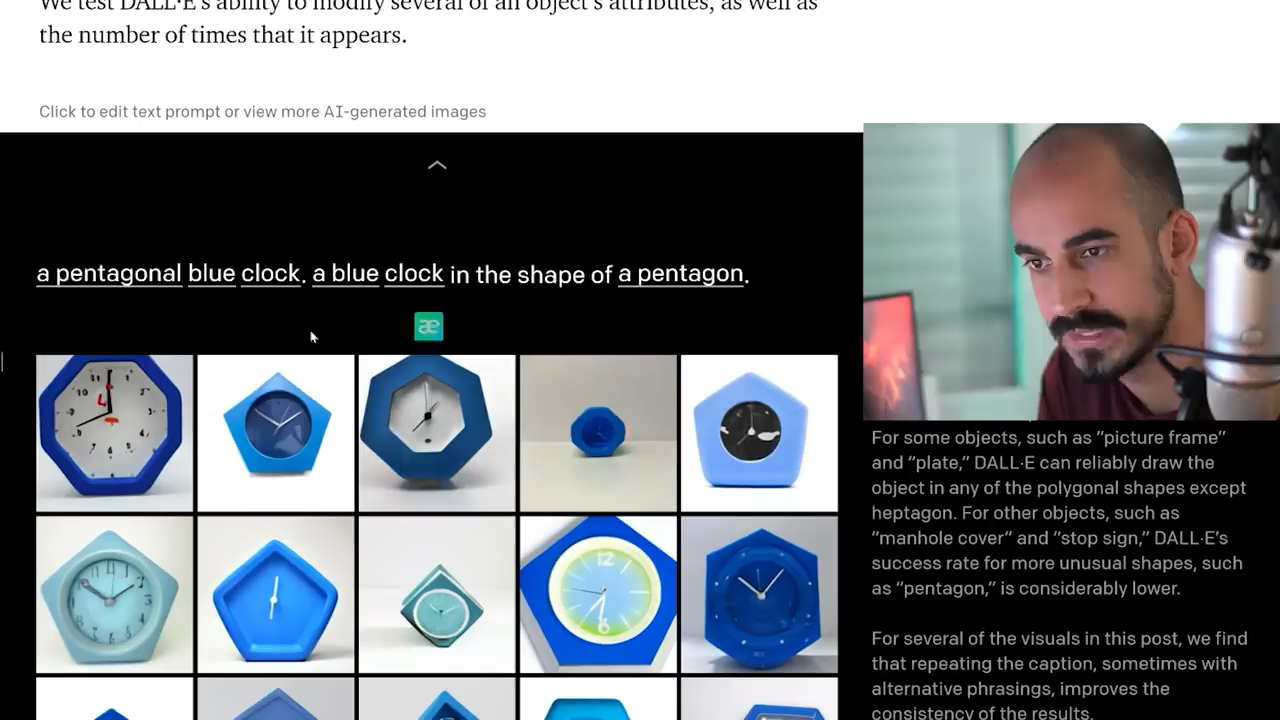 We test DALL·E's ability to modify several of an object's attributes, as well as
the number of times that it appears.
Click to edit text prompt or view more AI-generated images
a pentagonal blue clock. a blue clock in the shape of a pentagon.
æ
For some objects, such as “picture frame”
and “plate,” DALL·E can reliably draw the
object in any of the polygonal shapes except
heptagon. For other objects, such as
“manhole cover” and “stop sign,” DALL·E’s
success rate for more unusual shapes, such
as “pentagon,” is considerably lower.
For several of the visuals in this post, we find
that repeating the caption, sometimes with
alternative phrasings, improves the
consistency of the results.